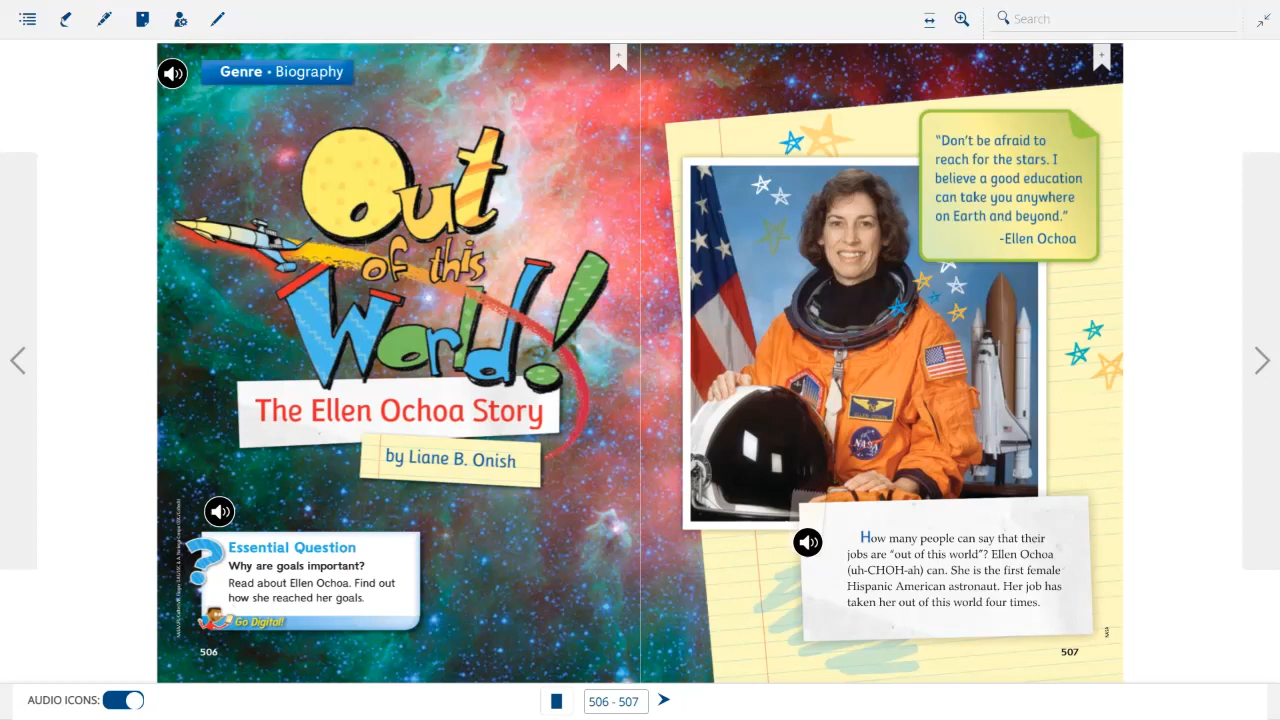 Search
Genre • Biography
Out
of this
World!
The Ellen Ochoa Story
by Liane B. Onish
Essential Question
Why are goals important?
Read about Ellen Ochoa. Find out
how she reached her goals.
Go Digital!
506
"Don't be afraid to
reach for the stars. I
believe a good education
can take you anywhere
on Earth and beyond."
-Ellen Ochoa
NASA
How many people can say that their
jobs are "out of this world"? Ellen Ochoa
(uh-CHOH-ah) can. She is the first female
Hispanic American astronaut. Her job has
taken her out of this world four times.
NASA
507
AUDIO ICONS:
506 - 507